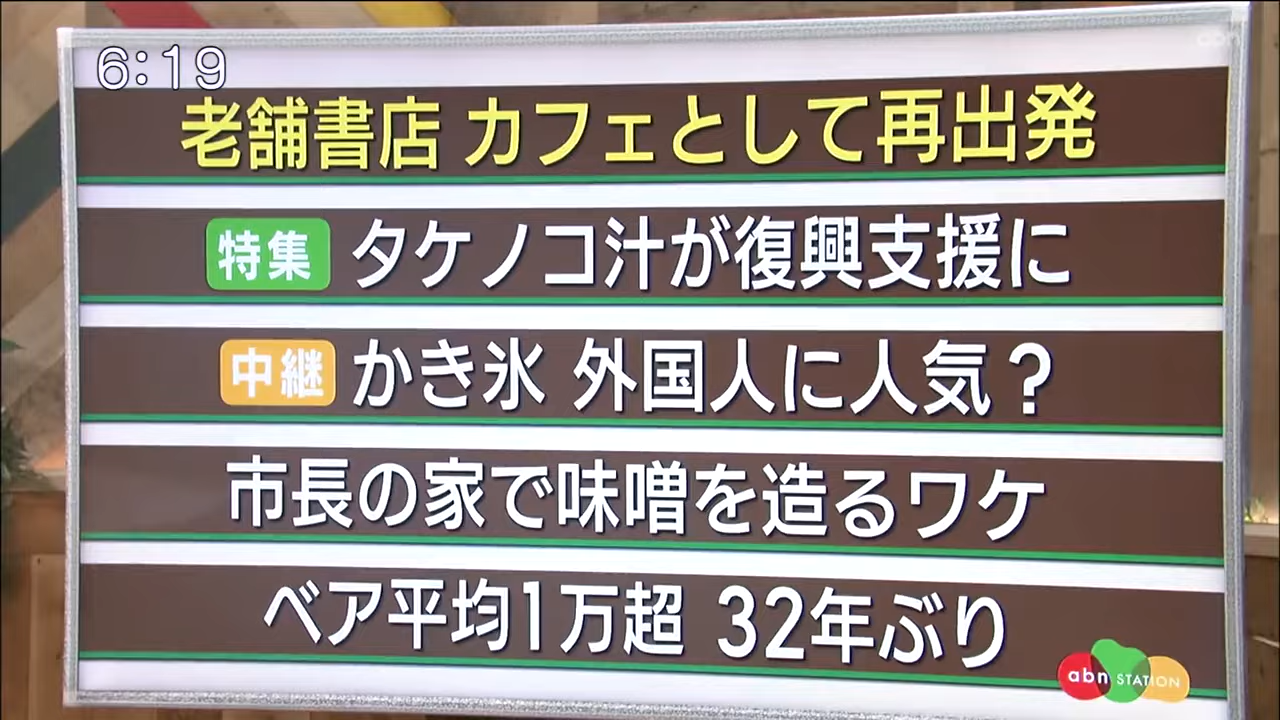 6:19
老舗書店 カフェとして再出発
特集 タケノコ汁が復興支援に
中継 かき氷 外国人に人気？
市長の家で味噌を造るワケ
ベア平均1万超 32年ぶり
abn STATION